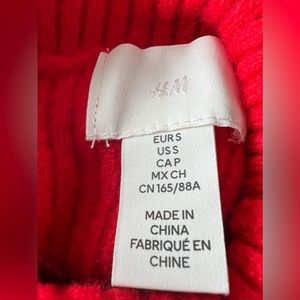 H&M
EUR S
US S
CA P
MX CH
CN 165/88A
MADE IN
CHINA
FABRIQUÉ EN
CHINE